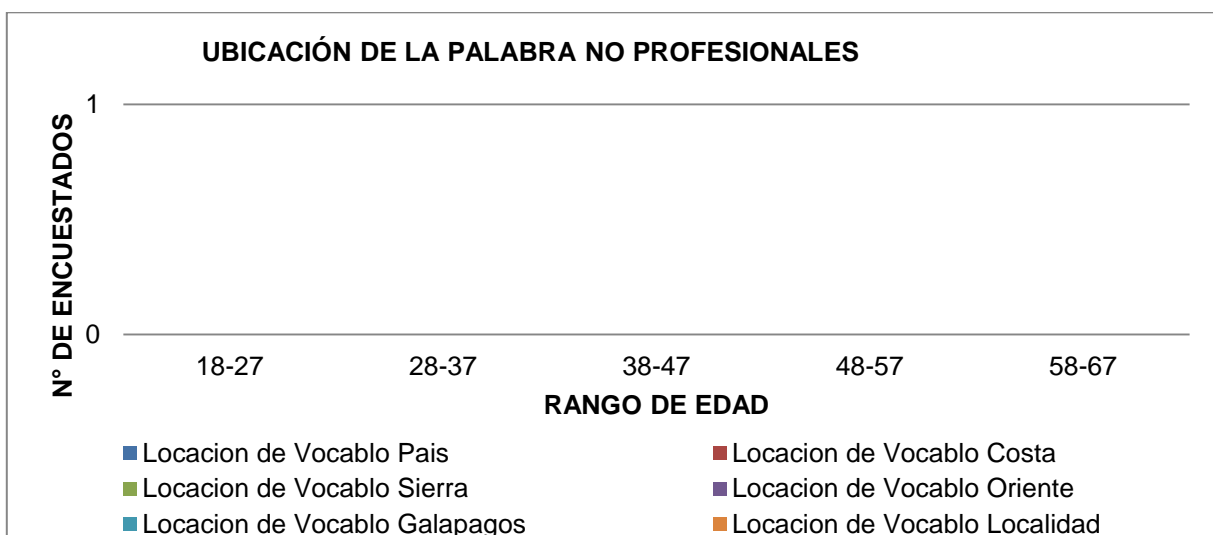 UBICACIÓN DE LA PALABRA NO PROFESIONALES
N° DE ENCUESTADOS
1
0
18-27 28-37 38-47 48-57 58-67
RANGO DE EDAD
Locacion de Vocablo Pais Locacion de Vocablo Costa
Locacion de Vocablo Sierra Locacion de Vocablo Oriente
Locacion de Vocablo Galapagos Locacion de Vocablo Localidad